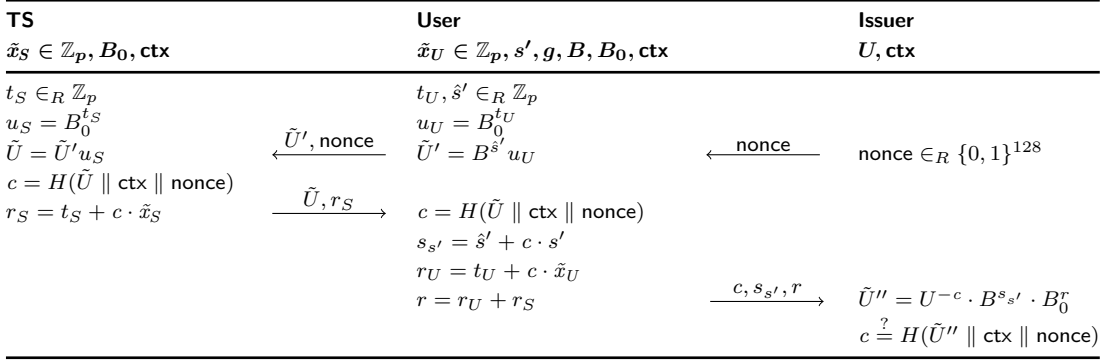 TS User Issuer
x̃_S ∈ ℤ_p, B_0, ctx x̃_U ∈ ℤ_p, s′, g, B, B_0, ctx U, ctx
t_S ∈_R ℤ_p t_U, ŝ′ ∈_R ℤ_p
u_S = B_0^{t_S} u_U = B_0^{t_U}
Ũ = Ũ′u_S Ũ′, nonce Ũ′ = B^{ŝ′}u_U nonce nonce ∈_R {0, 1}^{128}
c = H(Ũ ∥ ctx ∥ nonce)
r_S = t_S + c · x̃_S Ũ, r_S c = H(Ũ ∥ ctx ∥ nonce)
s_{s′} = ŝ′ + c · s′
r_U = t_U + c · x̃_U
r = r_U + r_S c, s_{s′}, r Ũ″ = U^{−c} · B^{s_{s′}} · B_0^r
c ≟ H(Ũ″ ∥ ctx ∥ nonce)